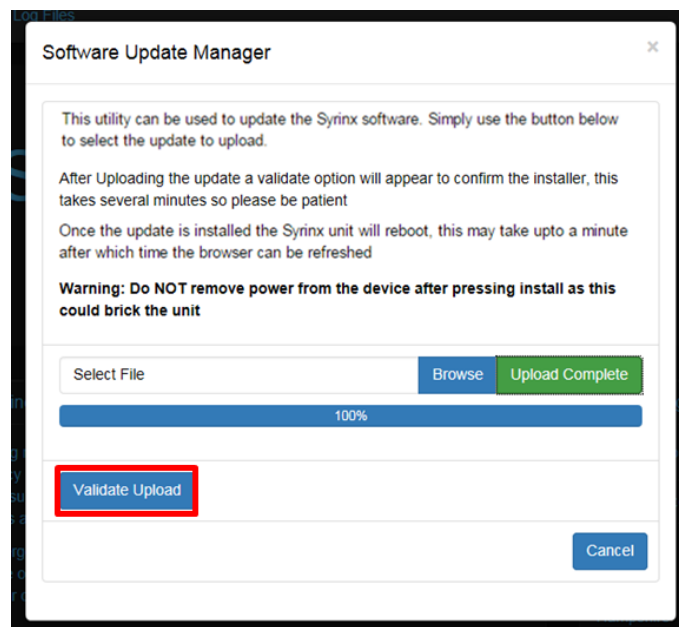 Log Files
Software Update Manager
×
This utility can be used to update the Syrinx software. Simply use the button below
to select the update to upload.
After Uploading the update a validate option will appear to confirm the installer, this
takes several minutes so please be patient
Once the update is installed the Syrinx unit will reboot, this may take upto a minute
after which time the browser can be refreshed
Warning: Do NOT remove power from the device after pressing install as this
could brick the unit
Select File Browse Upload Complete
100%
Validate Upload
Cancel